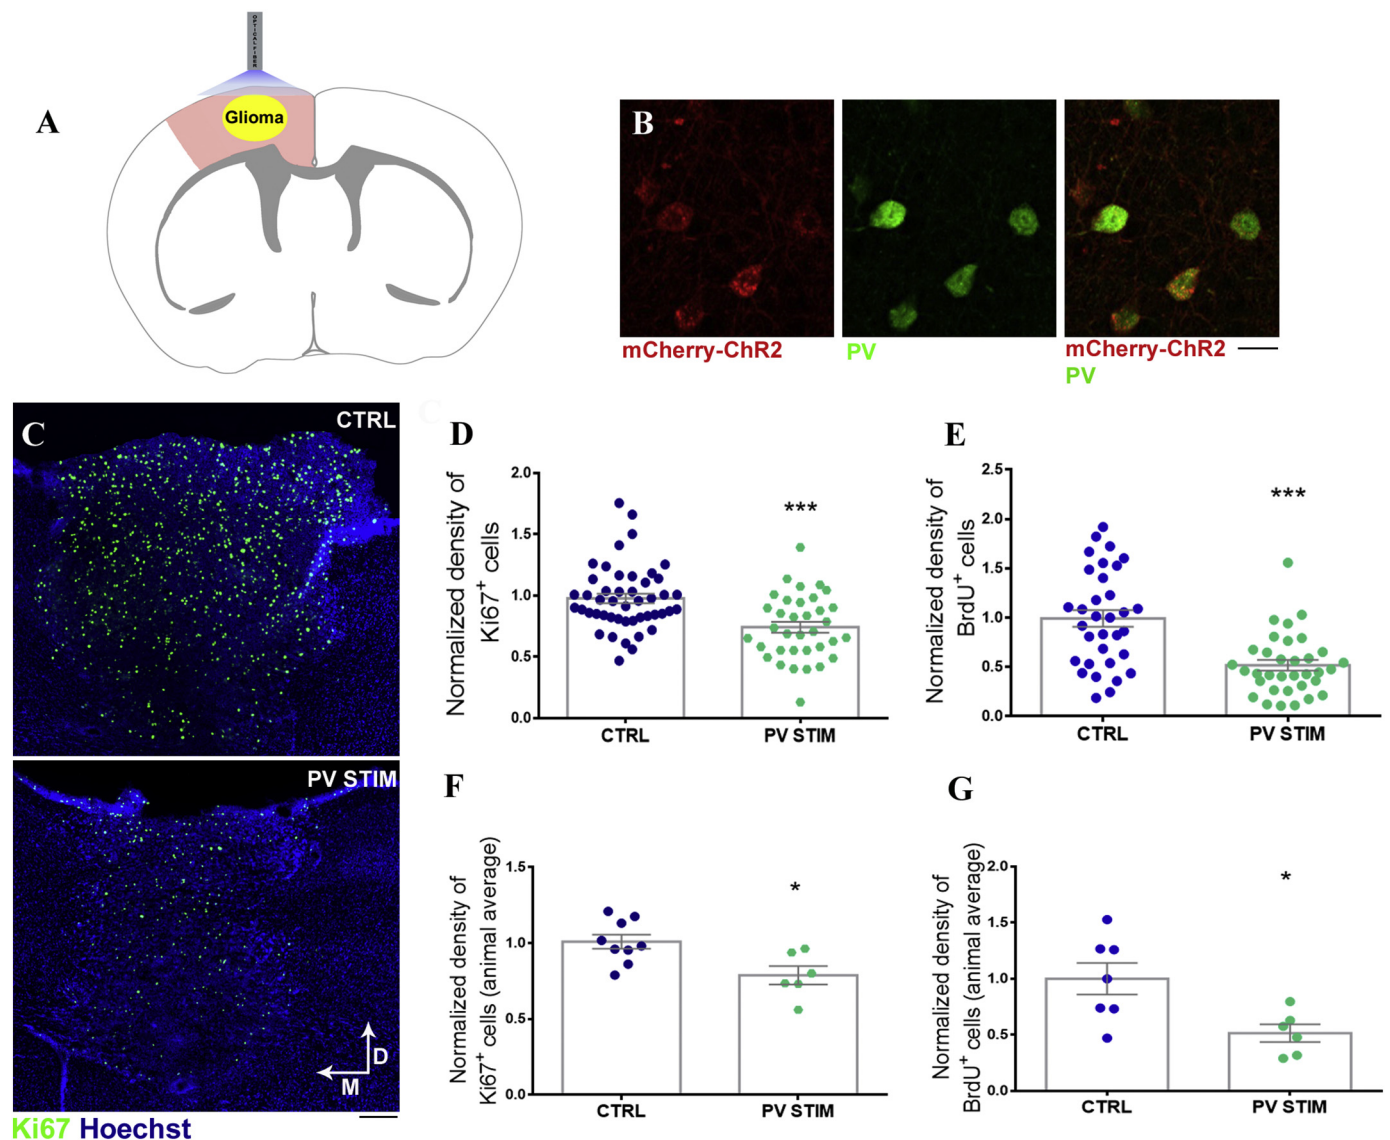 A
OPTICAL FIBER
Glioma
B
mCherry-ChR2
PV
mCherry-ChR2
PV
C
CTRL
PV STIM
D
M
Ki67 Hoechst
C
D
Normalized density of
Ki67+ cells
2.0
1.5
1.0
0.5
0.0
***
CTRL
PV STIM
E
Normalized density of
BrdU+ cells
2.5
2.0
1.5
1.0
0.5
0.0
***
CTRL
PV STIM
F
Normalized density of
Ki67+ cells (animal average)
1.5
1.0
0.5
0.0
*
CTRL
PV STIM
G
Normalized density of
BrdU+ cells (animal average)
2.0
1.5
1.0
0.5
0.0
*
CTRL
PV STIM